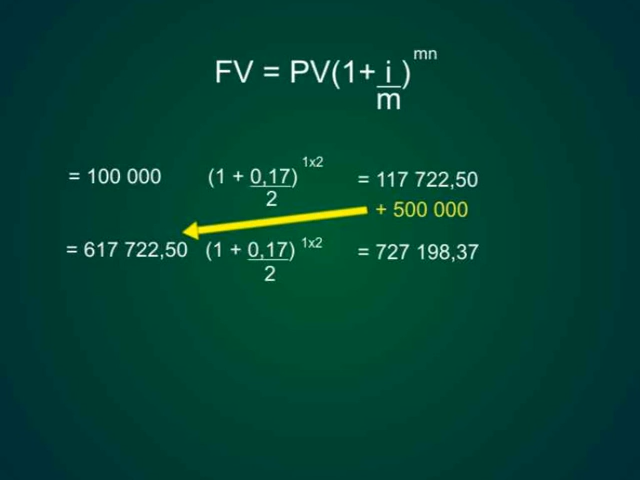 FV = PV(1+ i/m)^mn
= 100 000 (1 + 0,17/2)^1x2 = 117 722,50
+ 500 000
= 617 722,50 (1 + 0,17/2)^1x2 = 727 198,37